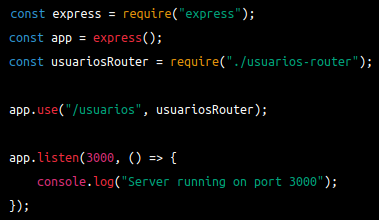 const express = require("express");
const app = express();
const usuariosRouter = require("./usuarios-router");
app.use("/usuarios", usuariosRouter);
app.listen(3000, () => {
console.log("Server running on port 3000");
});